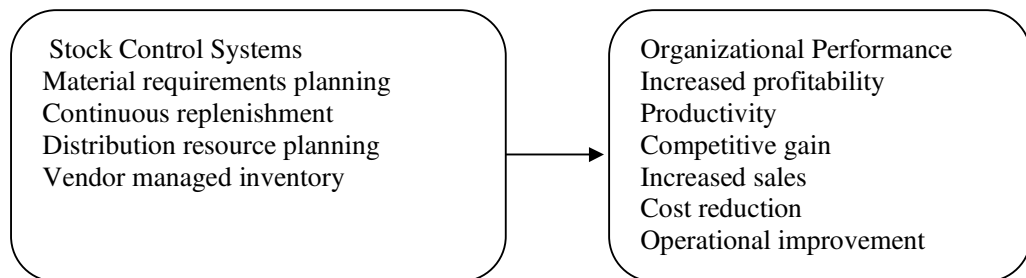 Stock Control Systems
Material requirements planning
Continuous replenishment
Distribution resource planning
Vendor managed inventory
Organizational Performance
Increased profitability
Productivity
Competitive gain
Increased sales
Cost reduction
Operational improvement